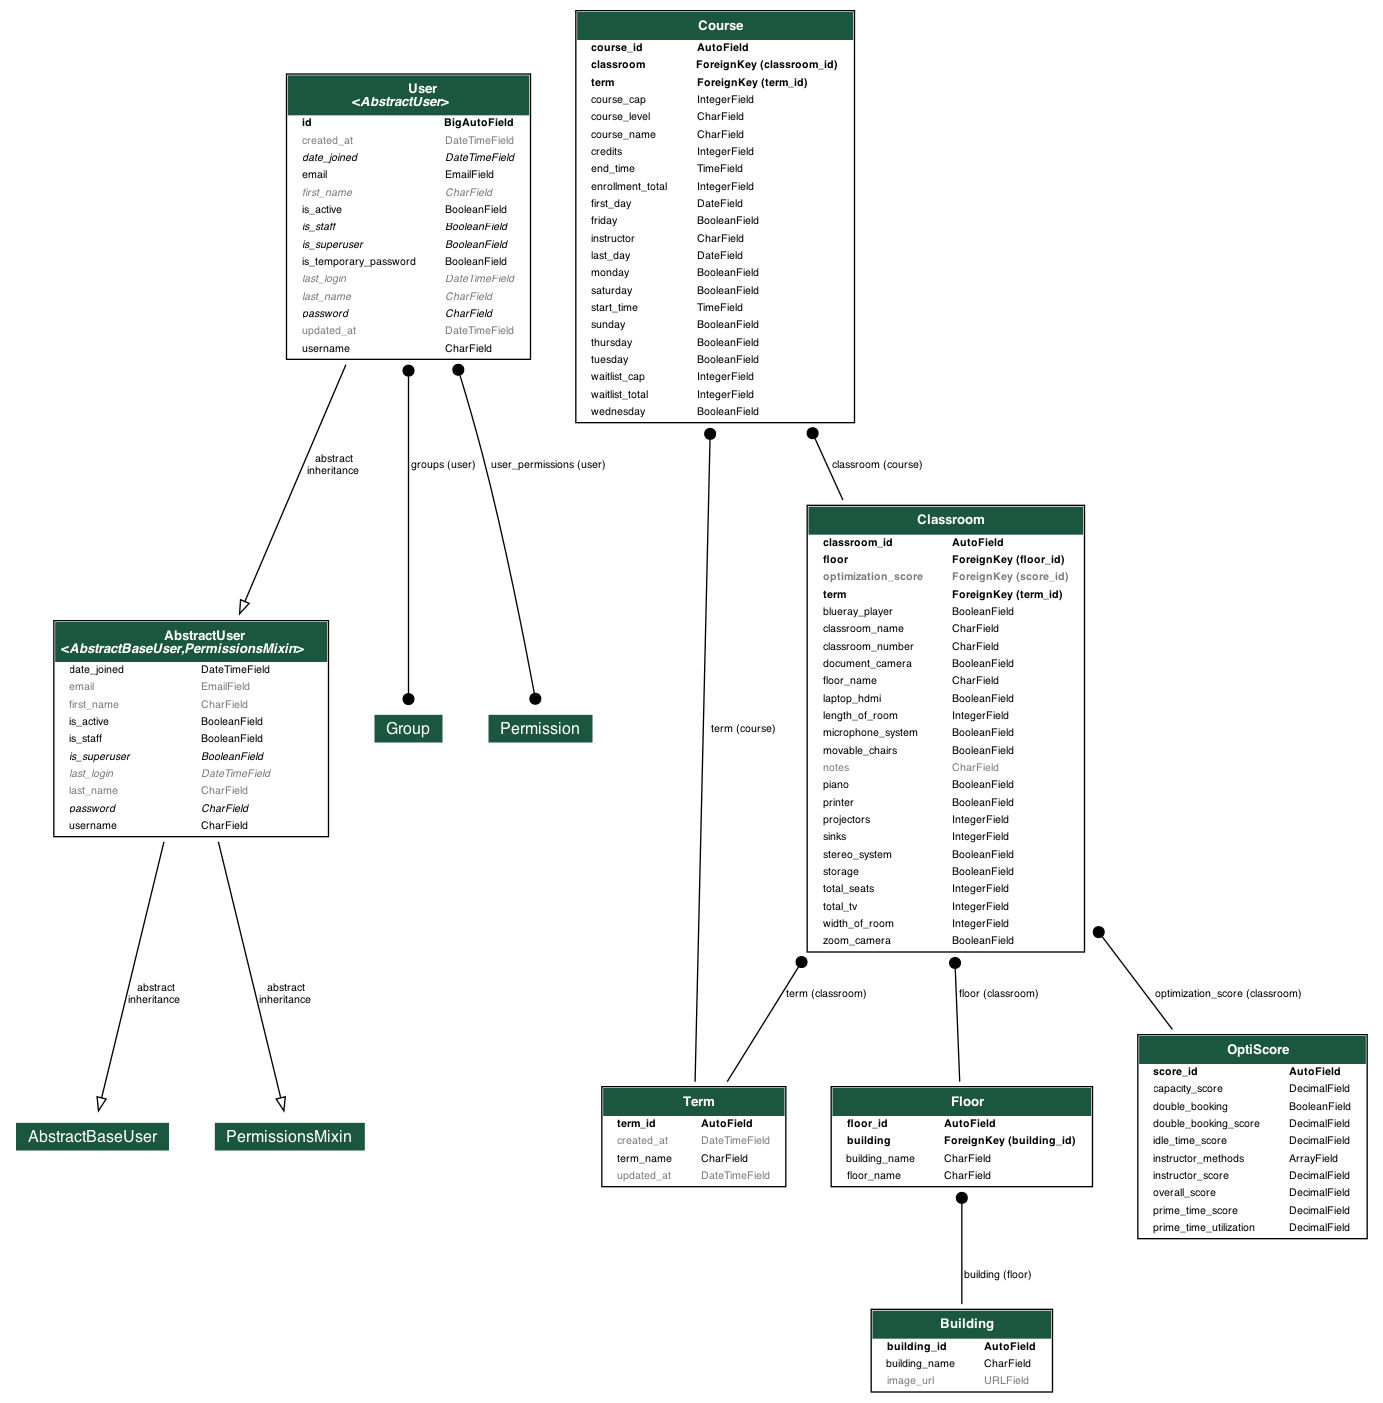 Course
course_id AutoField
classroom ForeignKey (classroom_id)
term ForeignKey (term_id)
course_cap IntegerField
course_level CharField
course_name CharField
credits IntegerField
end_time TimeField
enrollment_total IntegerField
first_day DateField
friday BooleanField
instructor CharField
last_day DateField
monday BooleanField
saturday BooleanField
start_time TimeField
sunday BooleanField
thursday BooleanField
tuesday BooleanField
waitlist_cap IntegerField
waitlist_total IntegerField
wednesday BooleanField
User
<AbstractUser>
id BigAutoField
created_at DateTimeField
date_joined DateTimeField
email EmailField
first_name CharField
is_active BooleanField
is_staff BooleanField
is_superuser BooleanField
is_temporary_password BooleanField
last_login DateTimeField
last_name CharField
password CharField
updated_at DateTimeField
username CharField
abstract
inheritance
groups (user)
user_permissions (user)
classroom (course)
Classroom
classroom_id AutoField
floor ForeignKey (floor_id)
optimization_score ForeignKey (score_id)
term ForeignKey (term_id)
blueray_player BooleanField
classroom_name CharField
classroom_number CharField
document_camera BooleanField
floor_name CharField
laptop_hdmi BooleanField
length_of_room IntegerField
microphone_system BooleanField
movable_chairs BooleanField
notes CharField
piano BooleanField
printer BooleanField
projectors IntegerField
sinks IntegerField
stereo_system BooleanField
storage BooleanField
total_seats IntegerField
total_tv IntegerField
width_of_room IntegerField
zoom_camera BooleanField
AbstractUser
<AbstractBaseUser,PermissionsMixin>
date_joined DateTimeField
email EmailField
first_name CharField
is_active BooleanField
is_staff BooleanField
is_superuser BooleanField
last_login DateTimeField
last_name CharField
password CharField
username CharField
Group
Permission
term (course)
abstract
inheritance
abstract
inheritance
term (classroom)
floor (classroom)
optimization_score (classroom)
AbstractBaseUser
PermissionsMixin
Term
term_id AutoField
created_at DateTimeField
term_name CharField
updated_at DateTimeField
Floor
floor_id AutoField
building ForeignKey (building_id)
building_name CharField
floor_name CharField
OptiScore
score_id AutoField
capacity_score DecimalField
double_booking BooleanField
double_booking_score DecimalField
idle_time_score DecimalField
instructor_methods ArrayField
instructor_score DecimalField
overall_score DecimalField
prime_time_score DecimalField
prime_time_utilization DecimalField
building (floor)
Building
building_id AutoField
building_name CharField
image_url URLField